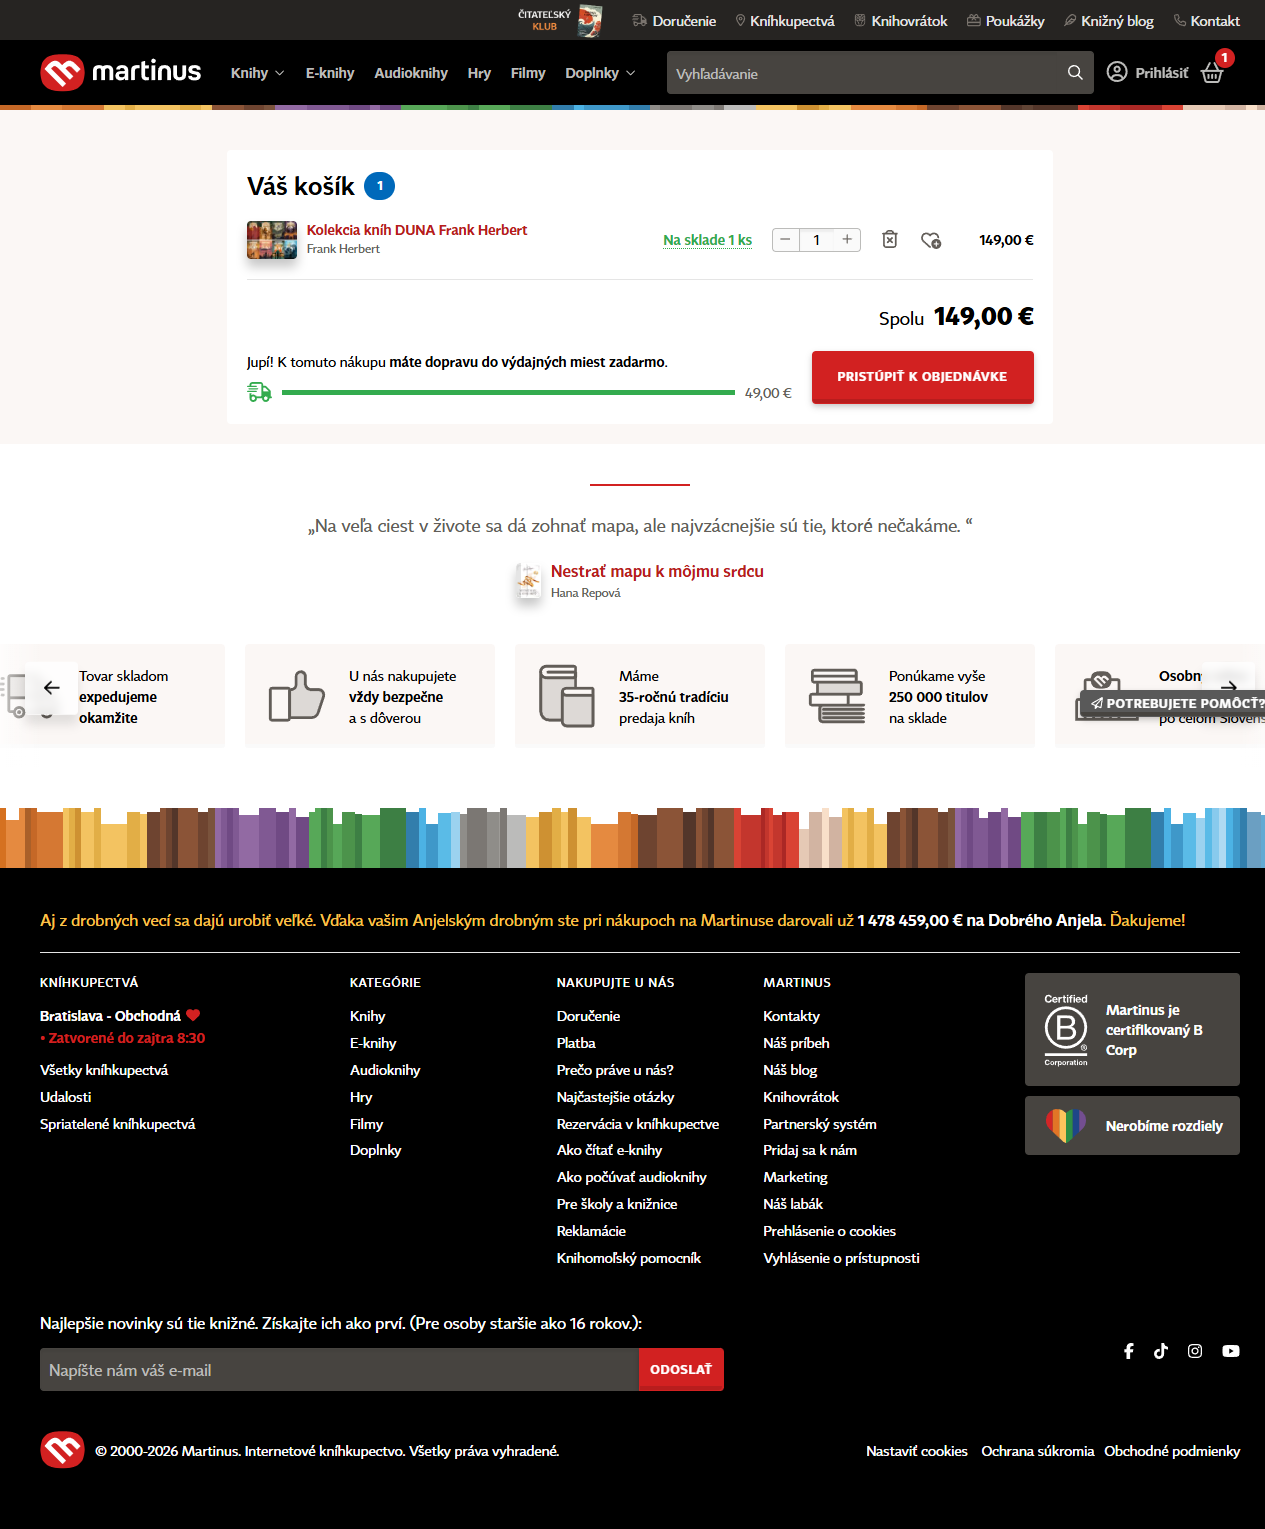 ČITATEĽSKÝ
KLUB
Doručenie
Kníhkupectvá
Knihovrátok
Poukážky
Knižný blog
Kontakt
martinus
Knihy
E-knihy
Audioknihy
Hry
Filmy
Doplnky
Vyhľadávanie
Prihlásiť
1
Váš košík 1
Kolekcia kníh DUNA Frank Herbert
Frank Herbert
Na sklade 1 ks
− 1 +
149,00 €
Spolu 149,00 €
Jupí! K tomuto nákupu máte dopravu do výdajných miest zadarmo.
49,00 €
PRISTÚPIŤ K OBJEDNÁVKE
„Na veľa ciest v živote sa dá zohnať mapa, ale najvzácnejšie sú tie, ktoré nečakáme. “
Nestrať mapu k môjmu srdcu
Hana Repová
Tovar skladom
expedujeme
okamžite
U nás nakupujete
vždy bezpečne
a s dôverou
Máme
35-ročnú tradíciu
predaja kníh
Ponúkame vyše
250 000 titulov
na sklade
Osobn
po celom Slovens
POTREBUJETE POMÔCŤ?
Aj z drobných vecí sa dajú urobiť veľké. Vďaka vašim Anjelským drobným ste pri nákupoch na Martinuse darovali už 1 478 459,00 € na Dobrého Anjela. Ďakujeme!
KNÍHKUPECTVÁ
Bratislava - Obchodná
• Zatvorené do zajtra 8:30
Všetky kníhkupectvá
Udalosti
Spriatelené kníhkupectvá
KATEGÓRIE
Knihy
E-knihy
Audioknihy
Hry
Filmy
Doplnky
NAKUPUJTE U NÁS
Doručenie
Platba
Prečo práve u nás?
Najčastejšie otázky
Rezervácia v kníhkupectve
Ako čítať e-knihy
Ako počúvať audioknihy
Pre školy a knižnice
Reklamácie
Knihomoľský pomocník
MARTINUS
Kontakty
Náš príbeh
Náš blog
Knihovrátok
Partnerský systém
Pridaj sa k nám
Marketing
Náš labák
Prehlásenie o cookies
Vyhlásenie o prístupnosti
Certified
B
®
Corporation
Martinus je
certifikovaný B
Corp
Nerobíme rozdiely
Najlepšie novinky sú tie knižné. Získajte ich ako prví. (Pre osoby staršie ako 16 rokov.):
Napíšte nám váš e-mail
ODOSLAŤ
© 2000-2026 Martinus. Internetové kníhkupectvo. Všetky práva vyhradené.
Nastaviť cookies
Ochrana súkromia
Obchodné podmienky